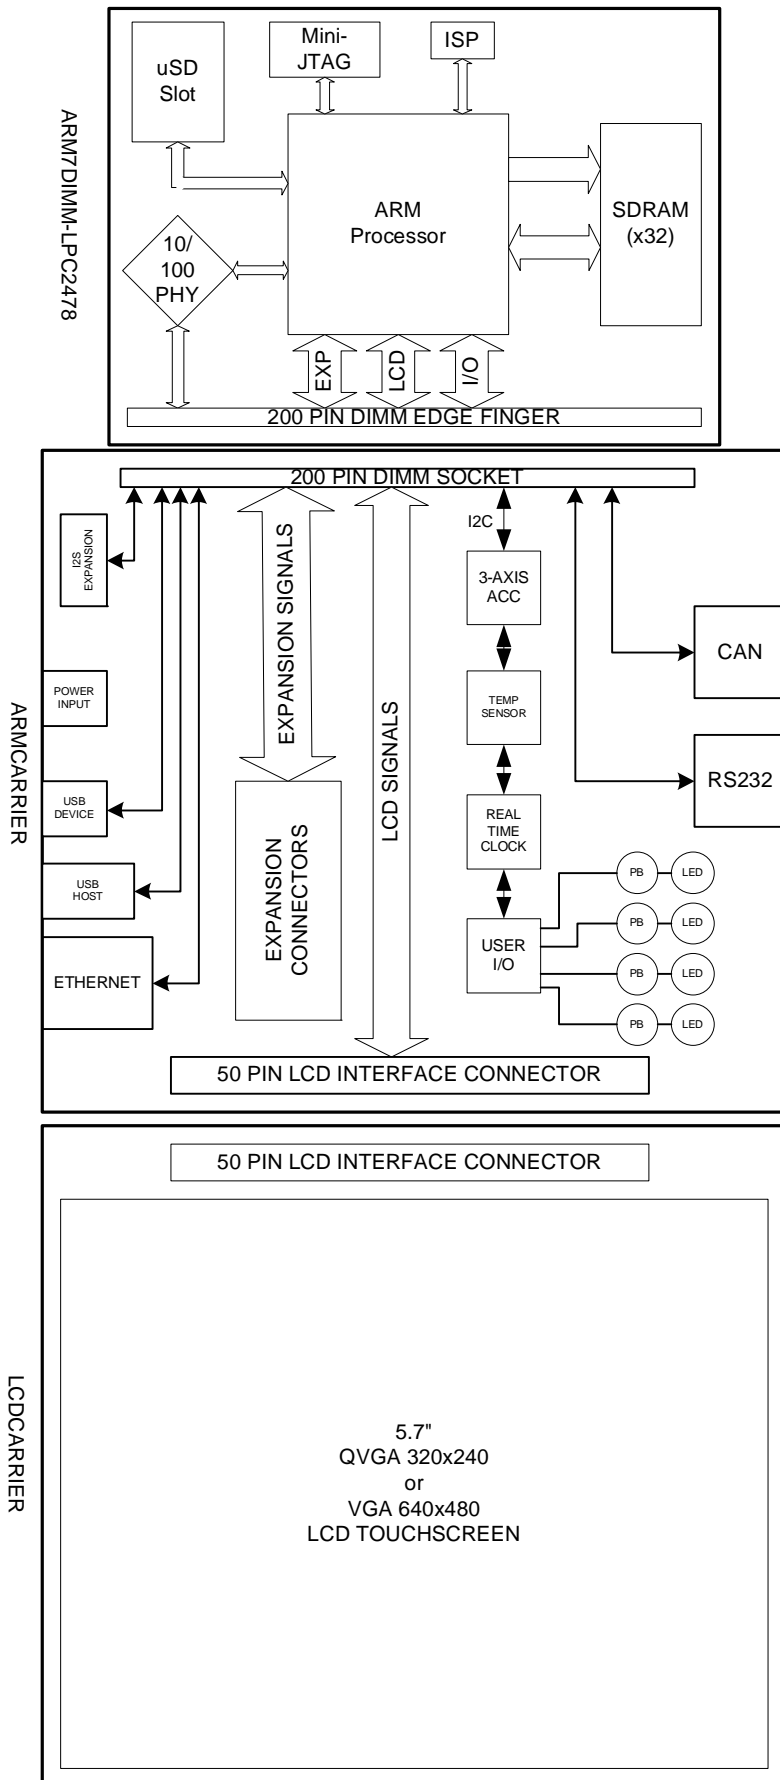 ARM7DIMM-LPC2478
uSD
Slot
Mini-
JTAG
ISP
ARM
Processor
SDRAM
(x32)
10/
100
PHY
EXP
LCD
I/O
200 PIN DIMM EDGE FINGER
ARMCARRIER
200 PIN DIMM SOCKET
I2S
EXPANSION
POWER
INPUT
USB
DEVICE
USB
HOST
ETHERNET
EXPANSION SIGNALS
EXPANSION
CONNECTORS
LCD SIGNALS
I2C
3-AXIS
ACC
TEMP
SENSOR
REAL
TIME
CLOCK
USER
I/O
CAN
RS232
PB
LED
PB
LED
PB
LED
PB
LED
50 PIN LCD INTERFACE CONNECTOR
LCDCARRIER
50 PIN LCD INTERFACE CONNECTOR
5.7"
QVGA 320x240
or
VGA 640x480
LCD TOUCHSCREEN